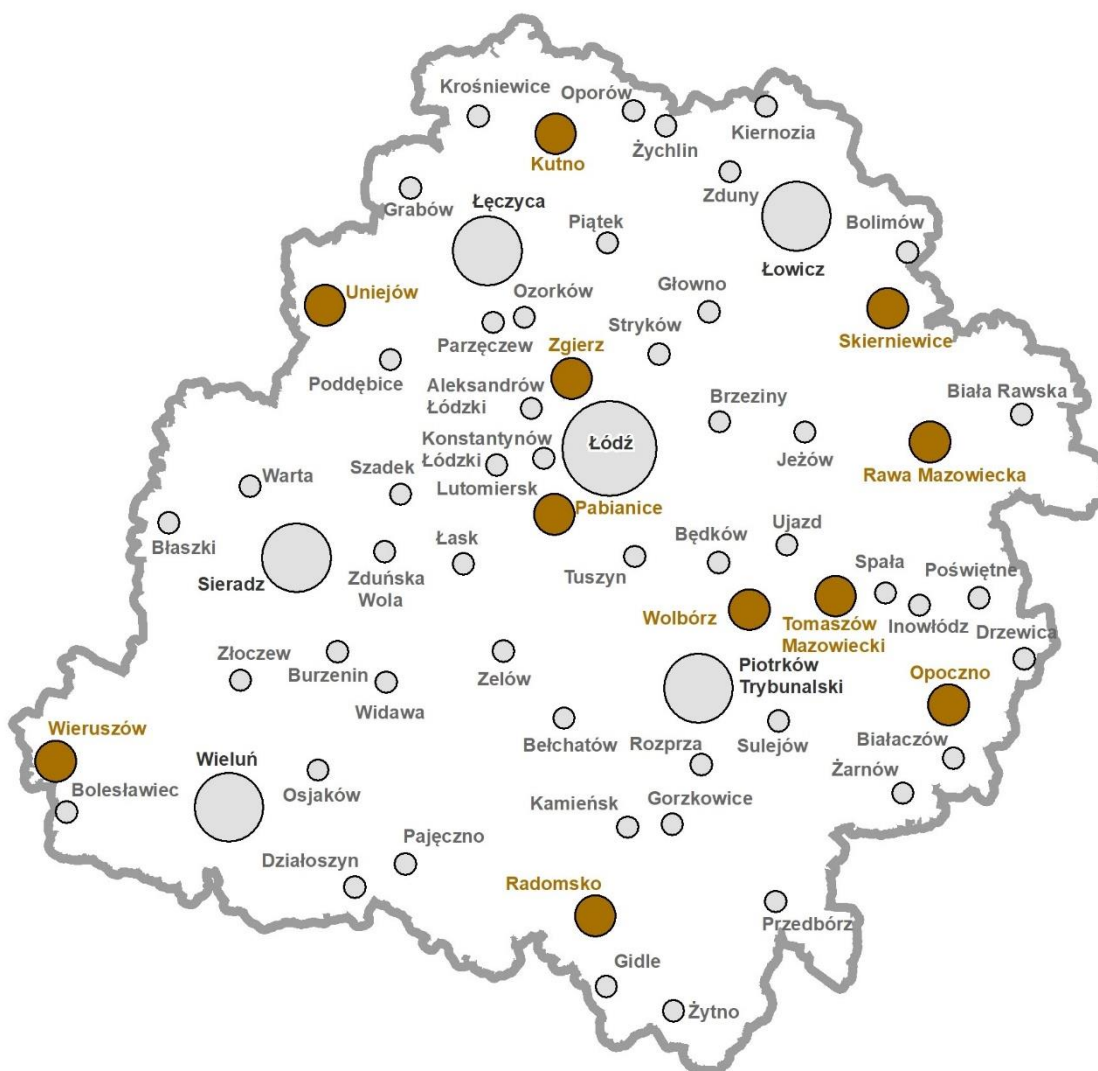 Krośniewice
Oporów
Kiernozia
Kutno
Żychlin
Zduny
Grabów
Łęczyca
Piątek
Bolimów
Łowicz
Uniejów
Ozorków
Głowno
Parzęczew
Stryków
Zgierz
Skierniewice
Poddębice
Aleksandrów
Łódzki
Brzeziny
Biała Rawska
Konstantynów
Łódzki
Łódź
Jeżów
Rawa Mazowiecka
Warta
Szadek
Lutomiersk
Pabianice
Błaszki
Sieradz
Zduńska
Wola
Łask
Tuszyn
Będków
Ujazd
Spała
Poświętne
Wolbórz
Tomaszów
Mazowiecki
Inowłódz
Drzewica
Złoczew
Burzenin
Widawa
Zelów
Piotrków
Trybunalski
Opoczno
Wieruszów
Wieluń
Bełchatów
Rozprza
Sulejów
Białaczów
Żarnów
Bolesławiec
Osjaków
Kamieńsk
Gorzkowice
Działoszyn
Pajęczno
Radomsko
Przedbórz
Gidle
Żytno